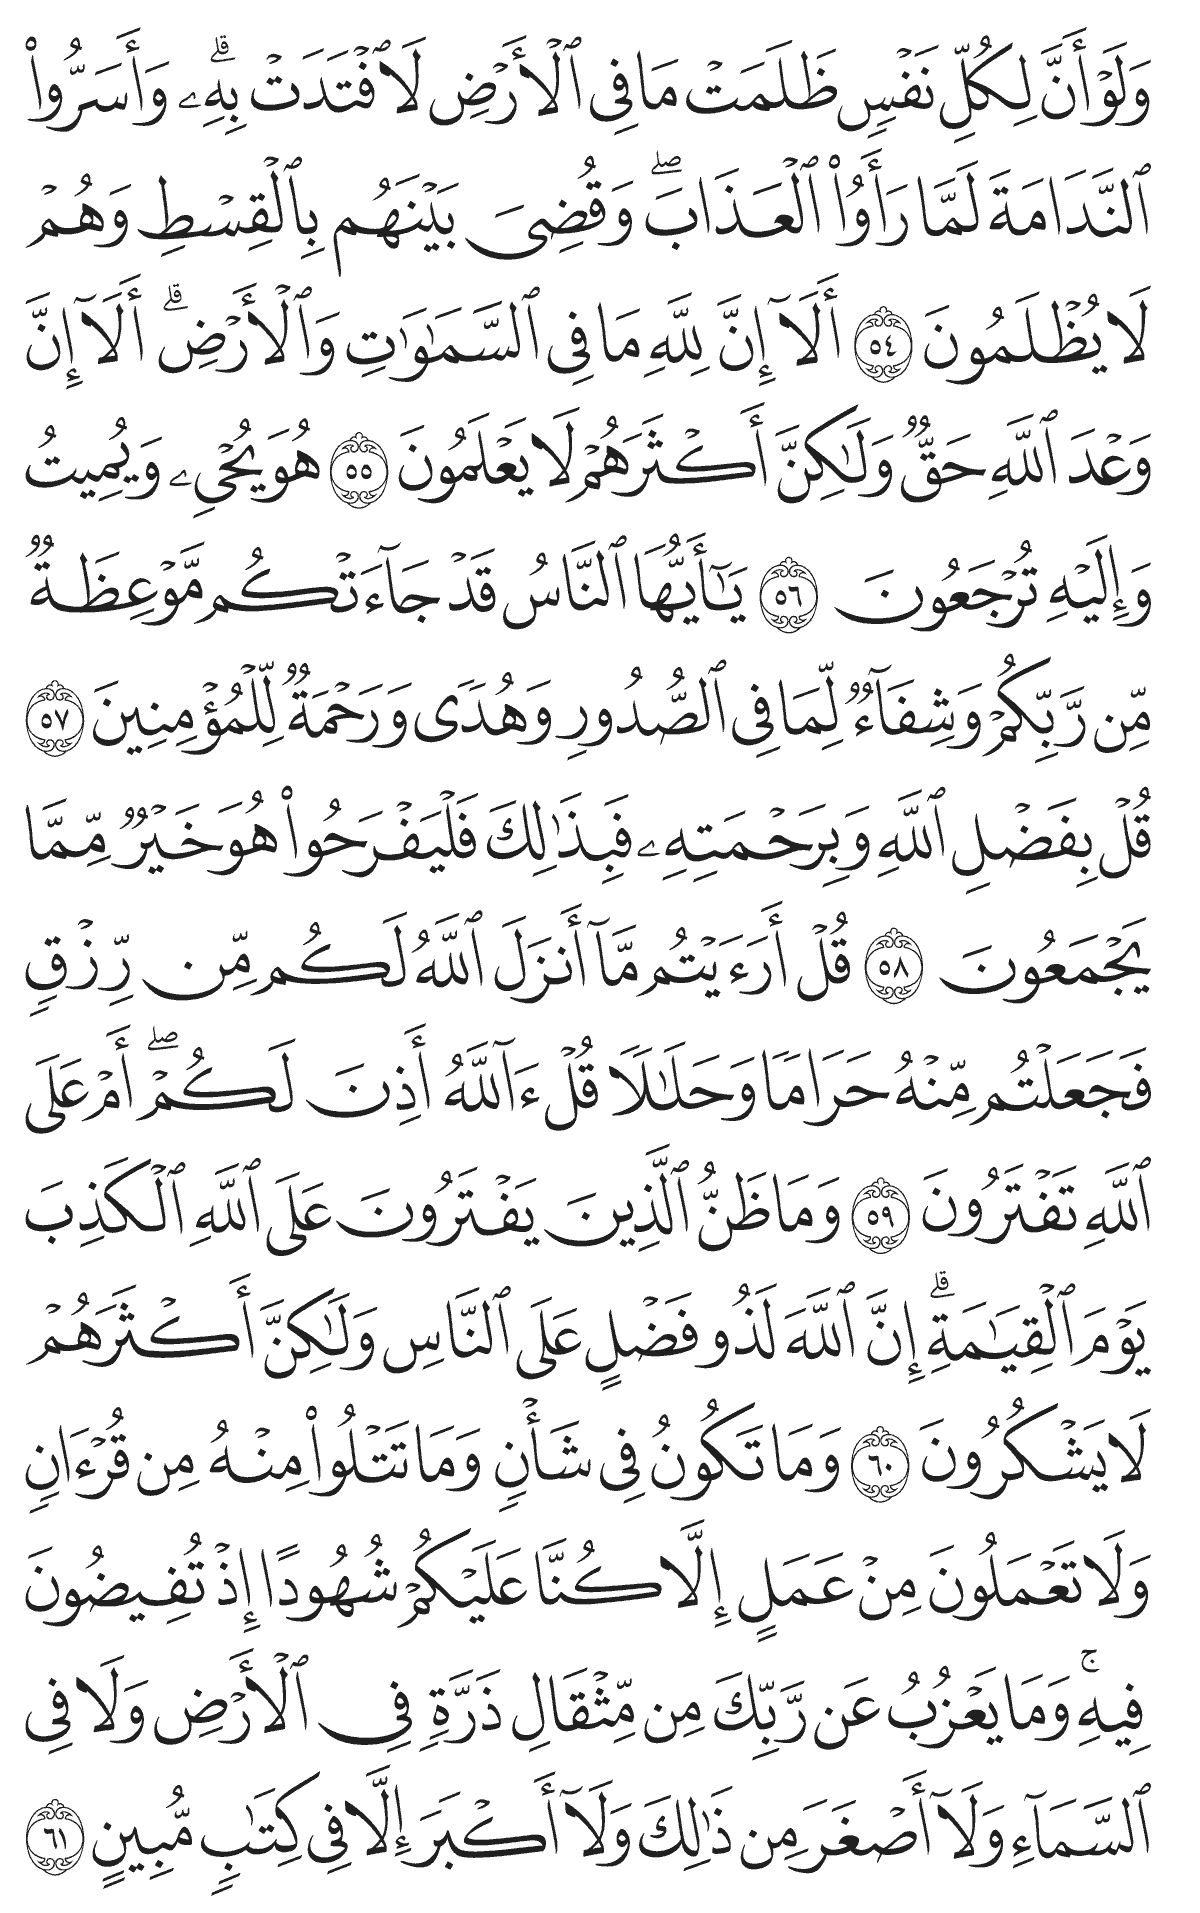 وَلَوْ أَنَّ لِكُلِّ نَفْسٍ ظَلَمَتْ مَا فِى ٱلْأَرْضِ لَٱفْتَدَتْ بِهِۦ ۗ وَأَسَرُّوا۟
ٱلنَّدَامَةَ لَمَّا رَأَوُا۟ ٱلْعَذَابَ ۖ وَقُضِىَ بَيْنَهُم بِٱلْقِسْطِ وَهُمْ
لَا يُظْلَمُونَ ٥٤ أَلَآ إِنَّ لِلَّهِ مَا فِى ٱلسَّمَـٰوَٰتِ وَٱلْأَرْضِ ۗ أَلَآ إِنَّ
وَعْدَ ٱللَّهِ حَقٌّ وَلَـٰكِنَّ أَكْثَرَهُمْ لَا يَعْلَمُونَ ٥٥ هُوَ يُحْىِۦ وَيُمِيتُ
وَإِلَيْهِ تُرْجَعُونَ ٥٦ يَـٰٓأَيُّهَا ٱلنَّاسُ قَدْ جَآءَتْكُم مَّوْعِظَةٌ
مِّن رَّبِّكُمْ وَشِفَآءٌ لِّمَا فِى ٱلصُّدُورِ وَهُدًى وَرَحْمَةٌ لِّلْمُؤْمِنِينَ ٥٧
قُلْ بِفَضْلِ ٱللَّهِ وَبِرَحْمَتِهِۦ فَبِذَٰلِكَ فَلْيَفْرَحُوا۟ هُوَ خَيْرٌ مِّمَّا
يَجْمَعُونَ ٥٨ قُلْ أَرَءَيْتُم مَّآ أَنزَلَ ٱللَّهُ لَكُم مِّن رِّزْقٍ
فَجَعَلْتُم مِّنْهُ حَرَامًا وَحَلَـٰلًا قُلْ ءَآللَّهُ أَذِنَ لَكُمْ ۖ أَمْ عَلَى
ٱللَّهِ تَفْتَرُونَ ٥٩ وَمَا ظَنُّ ٱلَّذِينَ يَفْتَرُونَ عَلَى ٱللَّهِ ٱلْكَذِبَ
يَوْمَ ٱلْقِيَـٰمَةِ ۗ إِنَّ ٱللَّهَ لَذُو فَضْلٍ عَلَى ٱلنَّاسِ وَلَـٰكِنَّ أَكْثَرَهُمْ
لَا يَشْكُرُونَ ٦٠ وَمَا تَكُونُ فِى شَأْنٍ وَمَا تَتْلُوا۟ مِنْهُ مِن قُرْءَانٍ
وَلَا تَعْمَلُونَ مِنْ عَمَلٍ إِلَّا كُنَّا عَلَيْكُمْ شُهُودًا إِذْ تُفِيضُونَ
فِيهِ ۚ وَمَا يَعْزُبُ عَن رَّبِّكَ مِن مِّثْقَالِ ذَرَّةٍ فِى ٱلْأَرْضِ وَلَا فِى
ٱلسَّمَآءِ وَلَآ أَصْغَرَ مِن ذَٰلِكَ وَلَآ أَكْبَرَ إِلَّا فِى كِتَـٰبٍ مُّبِينٍ ٦١